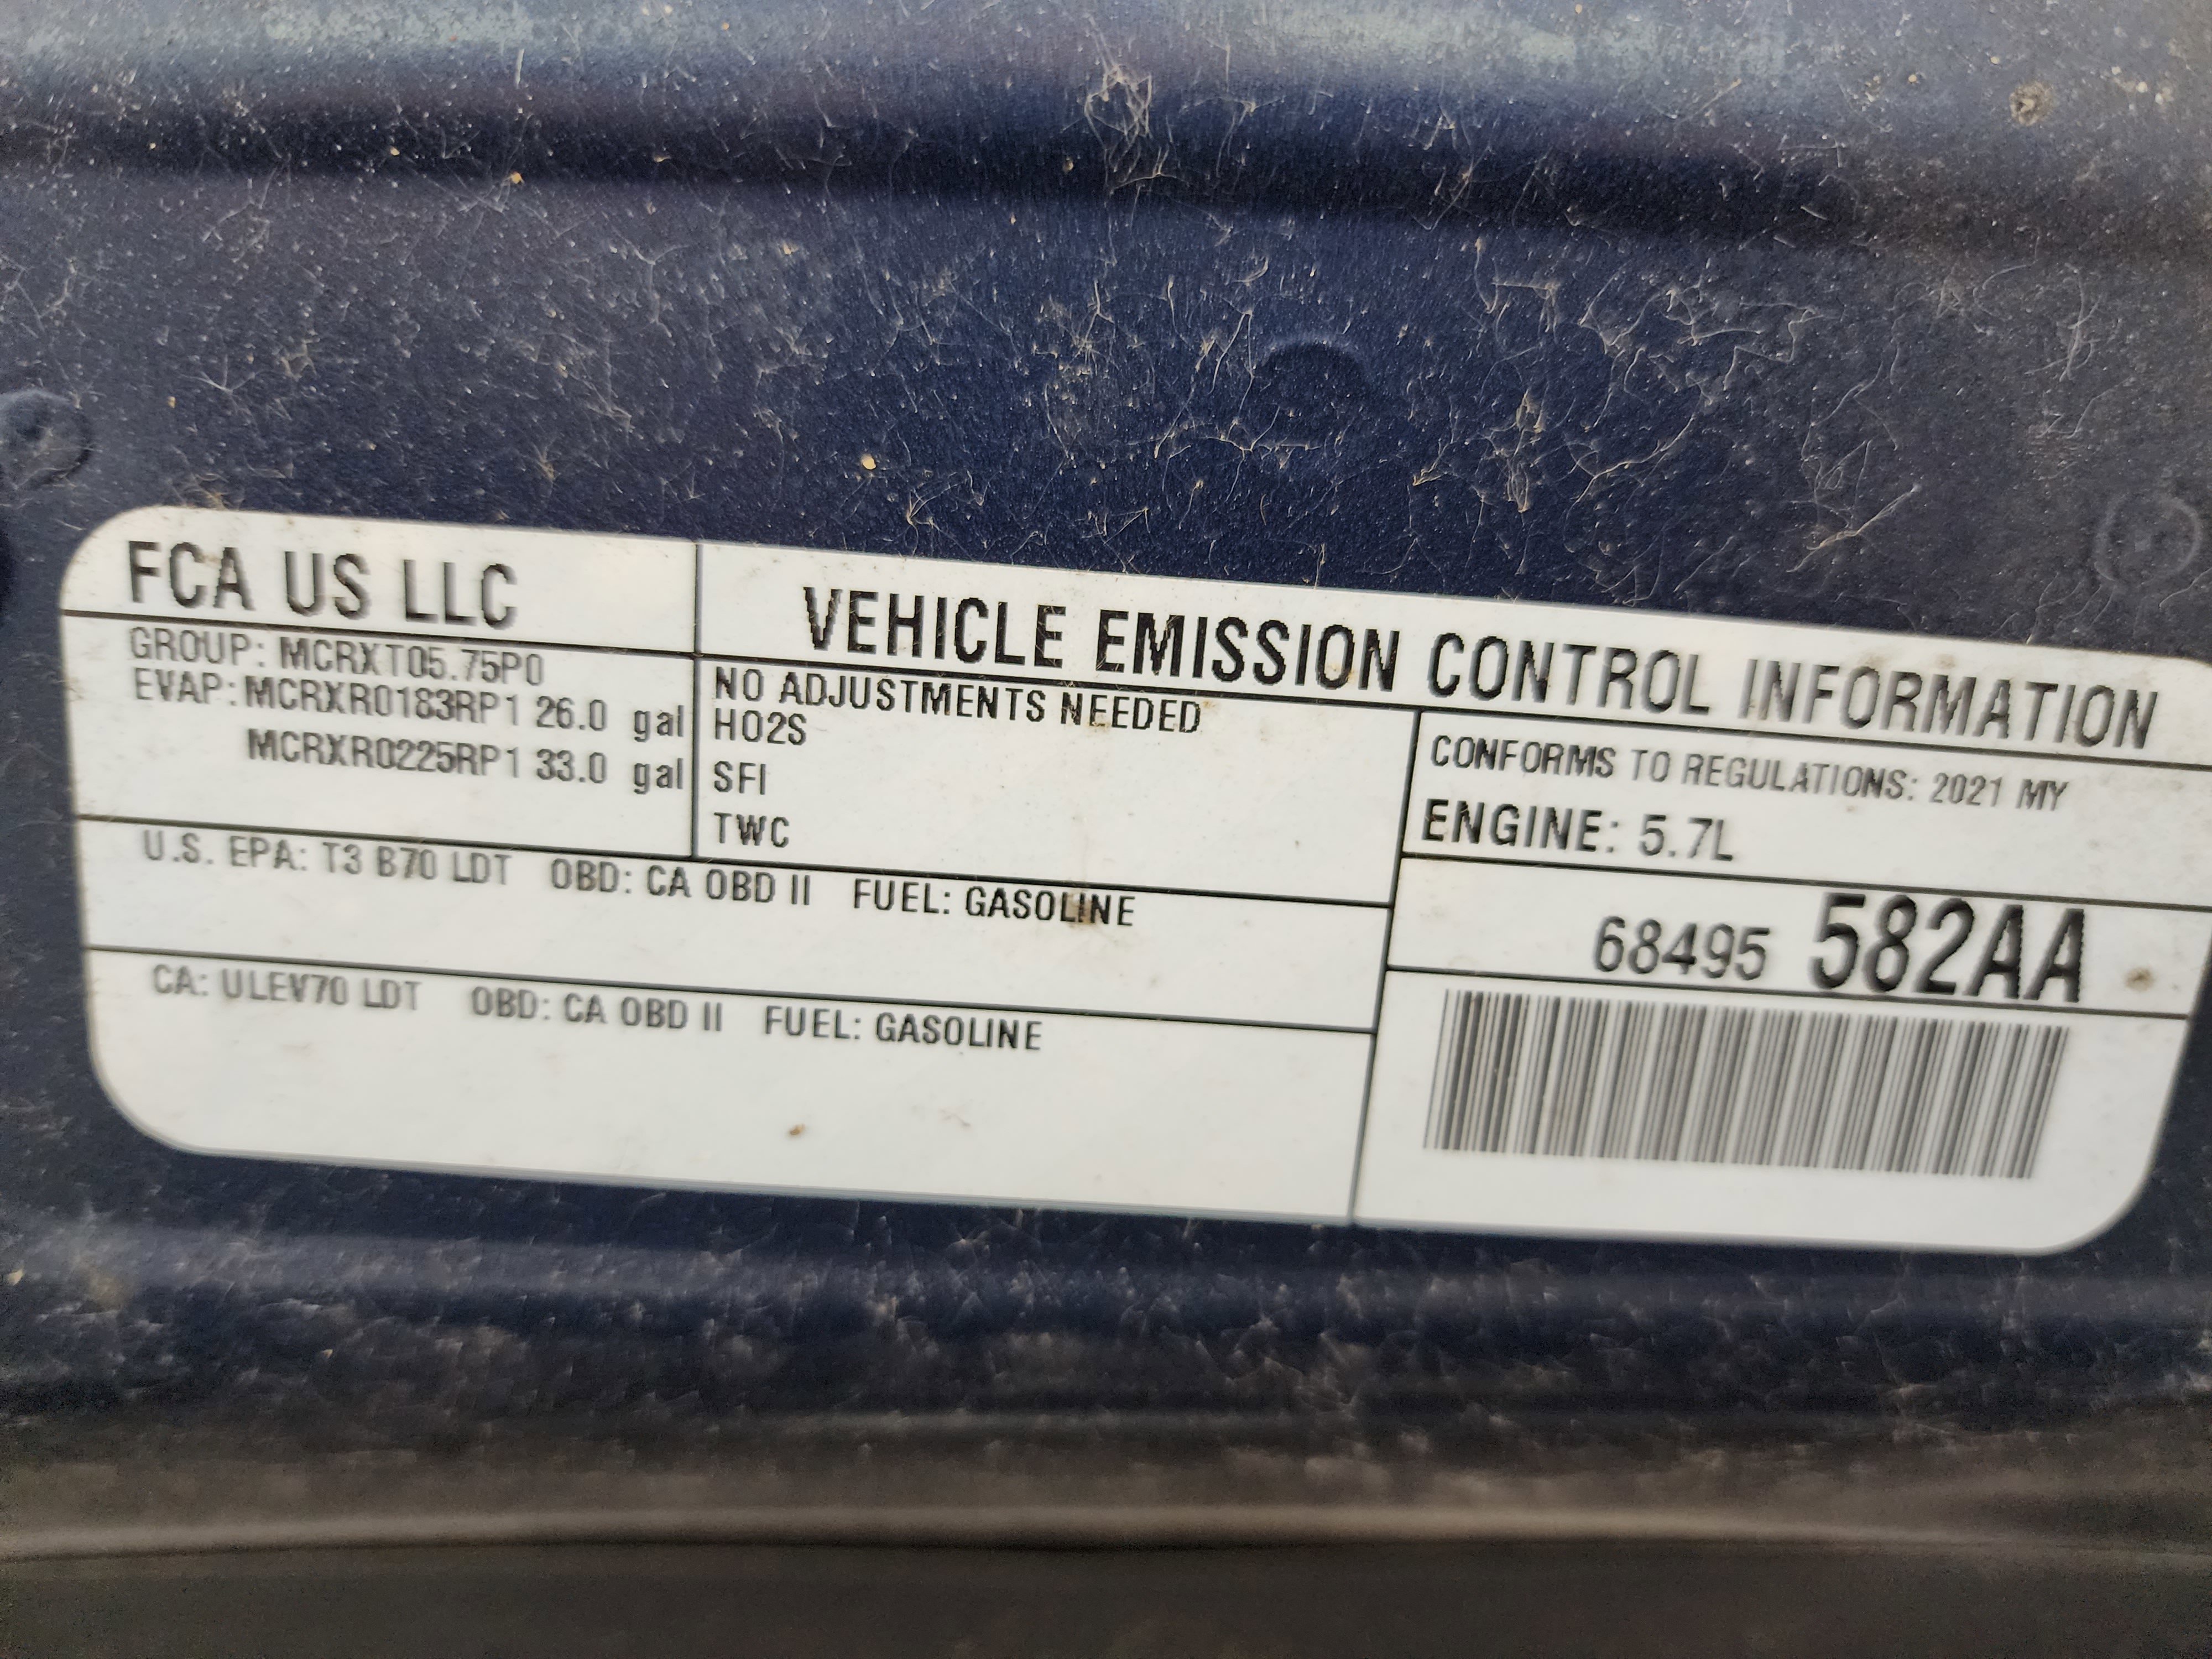 FCA US LLC
VEHICLE EMISSION CONTROL INFORMATION
GROUP: MCRXT05.75P0
EVAP: MCRXR0183RP1 26.0 gal
MCRXR0225RP1 33.0 gal
NO ADJUSTMENTS NEEDED
HO2S
SFI
TWC
CONFORMS TO REGULATIONS: 2021 MY
ENGINE: 5.7L
U.S. EPA: T3 B70 LDT OBD: CA OBD II FUEL: GASOLINE
CA: ULEV70 LDT OBD: CA OBD II FUEL: GASOLINE
68495 582AA